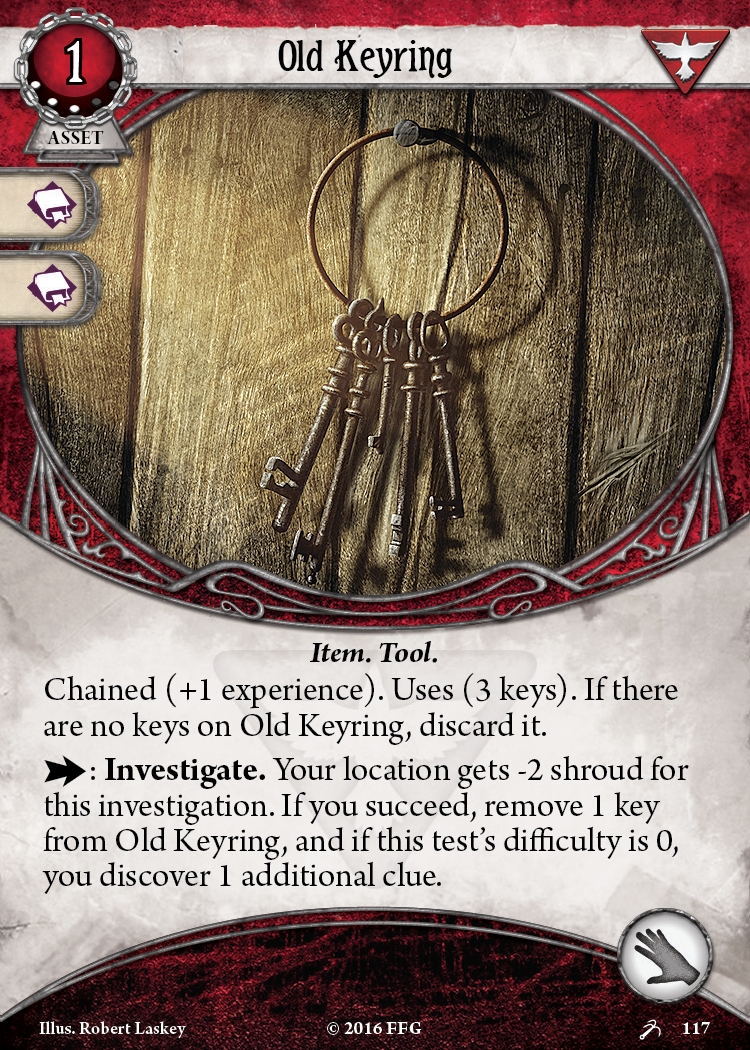 1
Old Keyring
ASSET
Item. Tool.
Chained (+1 experience). Uses (3 keys). If there
are no keys on Old Keyring, discard it.
: Investigate. Your location gets -2 shroud for
this investigation. If you succeed, remove 1 key
from Old Keyring, and if this test’s difficulty is 0,
you discover 1 additional clue.
Illus. Robert Laskey
© 2016 FFG
117